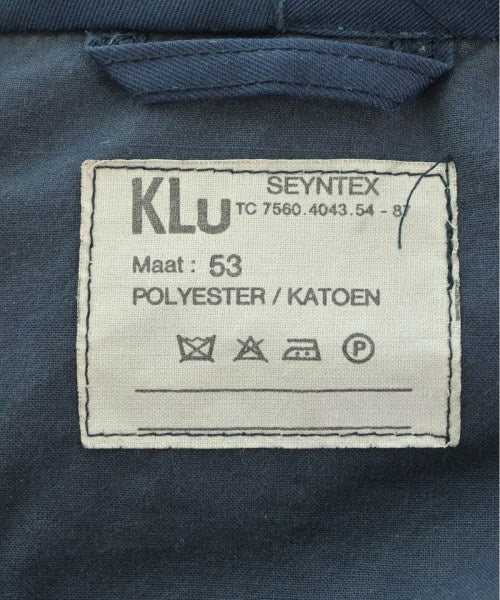 KLu SEYNTEX
TC 7560.4043.54 - 87
Maat : 53
POLYESTER / KATOEN
P